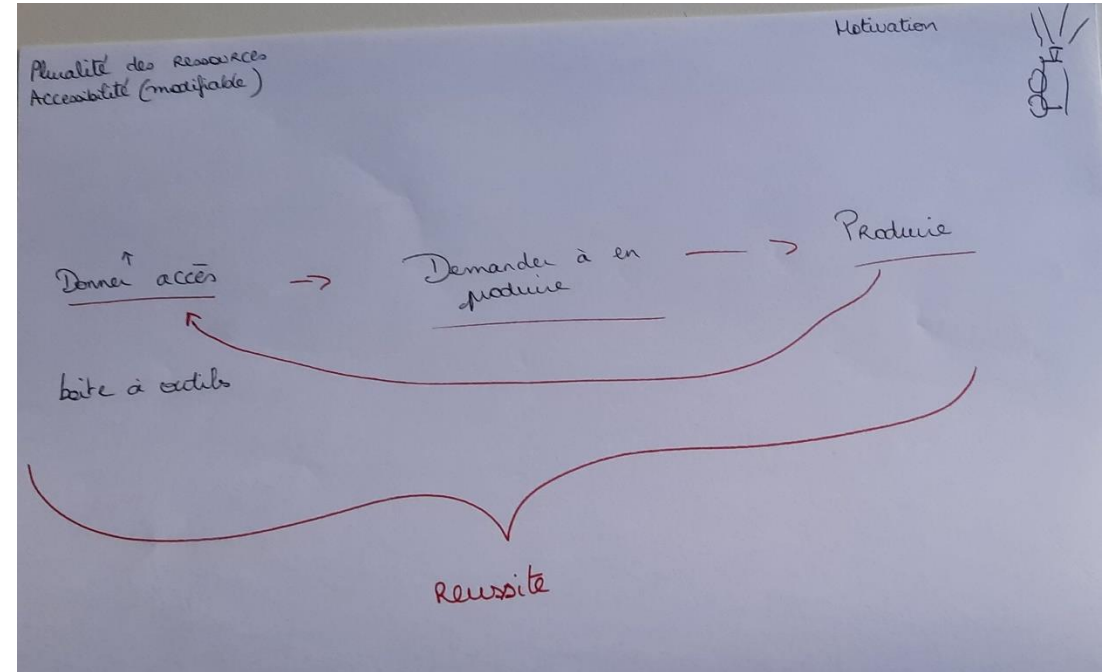 Motivation
Pluralité des Ressources
Accessibilité (modifiable)
Donner accès
Demander à en
produire
Produire
boite à outils
Reussite